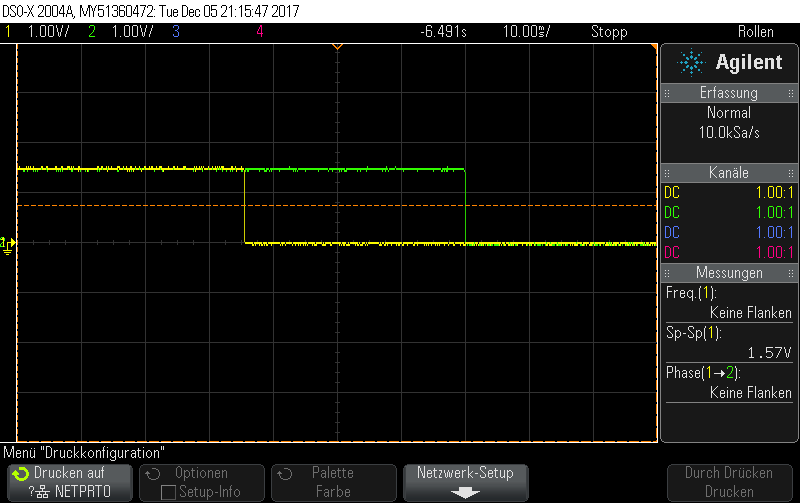 DSO-X 2004A, MY51360472: Tue Dec 05 21:15:47 2017
1 1.00V/ 2 1.00V/ 3 4 -6.491s 10.00ms/ Stopp Rollen
Agilent
Erfassung
Normal
10.0kSa/s
Kanäle
DC 1.00:1
DC 1.00:1
DC 1.00:1
DC 1.00:1
Messungen
Freq.(1):
Keine Flanken
Sp-Sp(1):
1.57V
Phase(1→2):
Keine Flanken
Menü "Druckkonfiguration"
Drucken auf
? NETPRT0
Optionen
Setup-Info
Palette
Farbe
Netzwerk-Setup
Durch Drücken
Drucken